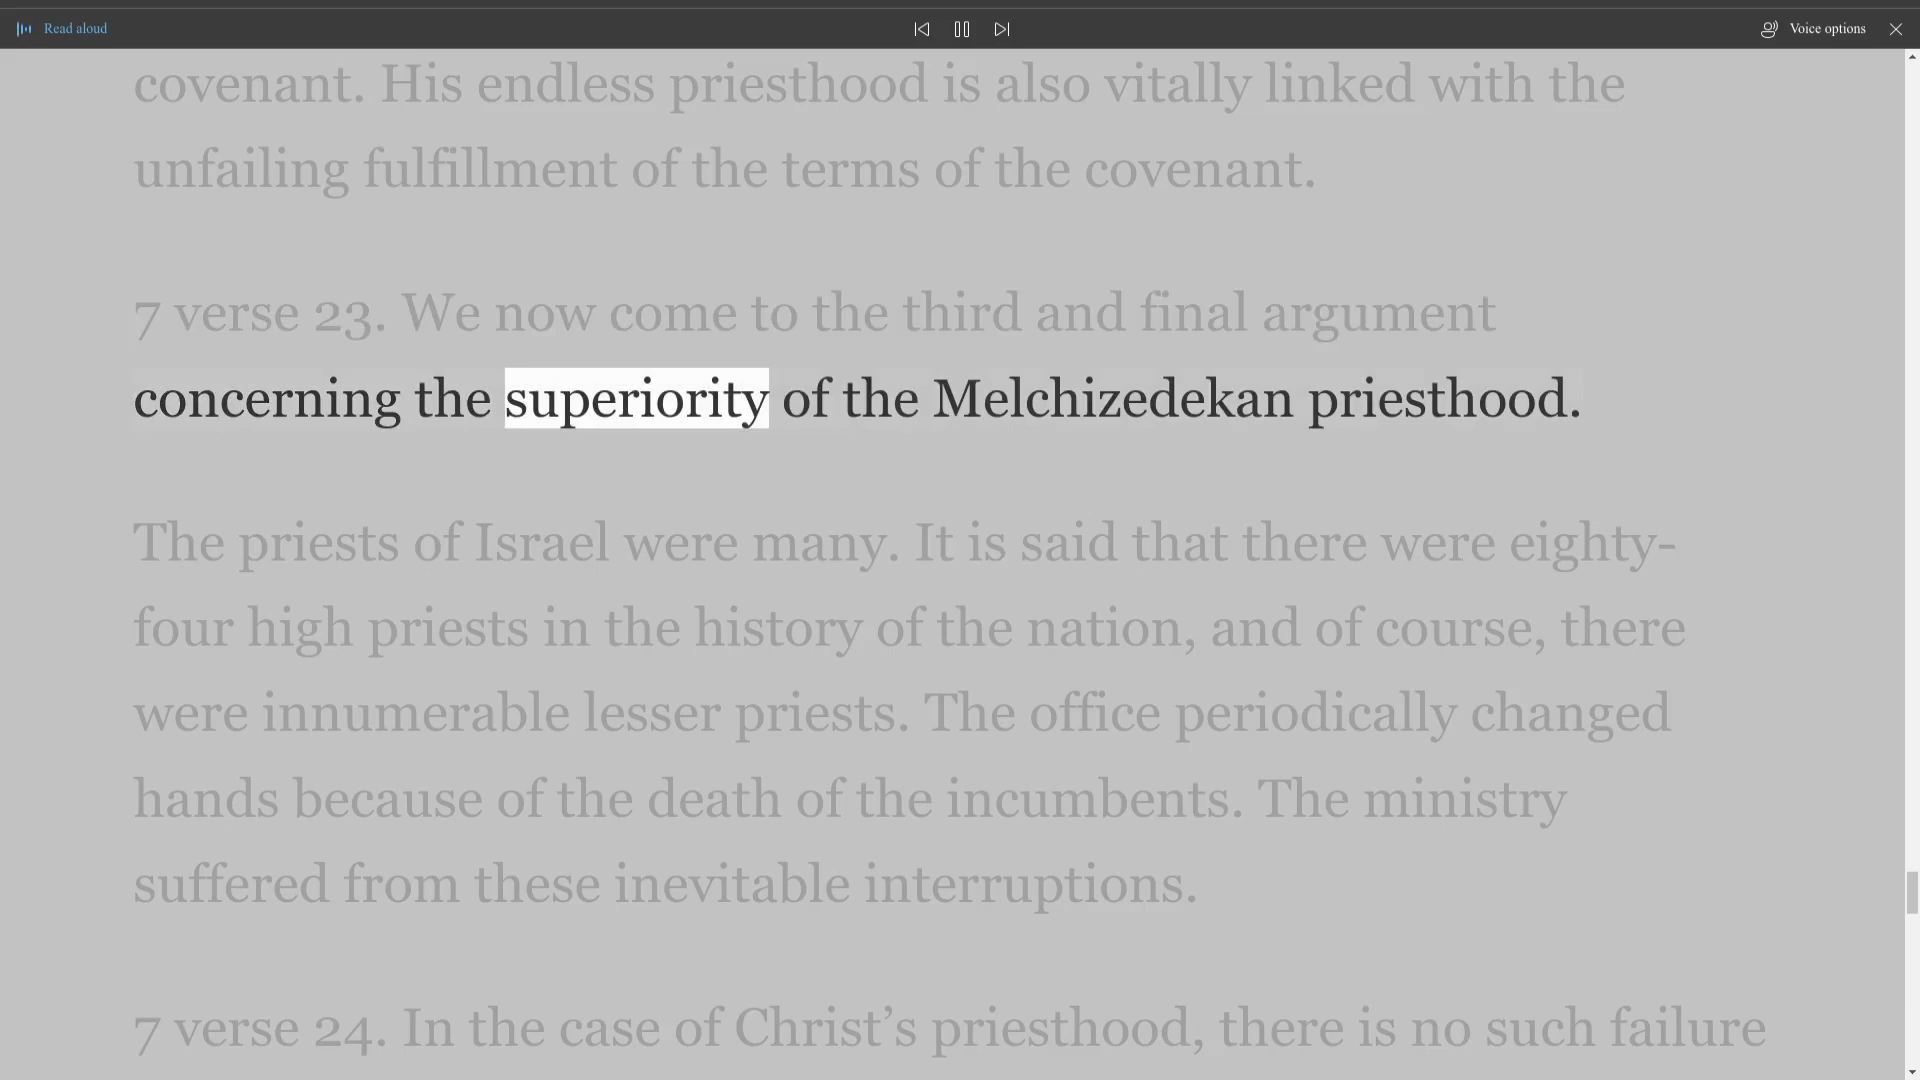 Read aloud
Voice options
covenant. His endless priesthood is also vitally linked with the
unfailing fulfillment of the terms of the covenant.
7 verse 23. We now come to the third and final argument
concerning the superiority of the Melchizedekan priesthood.
The priests of Israel were many. It is said that there were eighty-
four high priests in the history of the nation, and of course, there
were innumerable lesser priests. The office periodically changed
hands because of the death of the incumbents. The ministry
suffered from these inevitable interruptions.
7 verse 24. In the case of Christ’s priesthood, there is no such failure